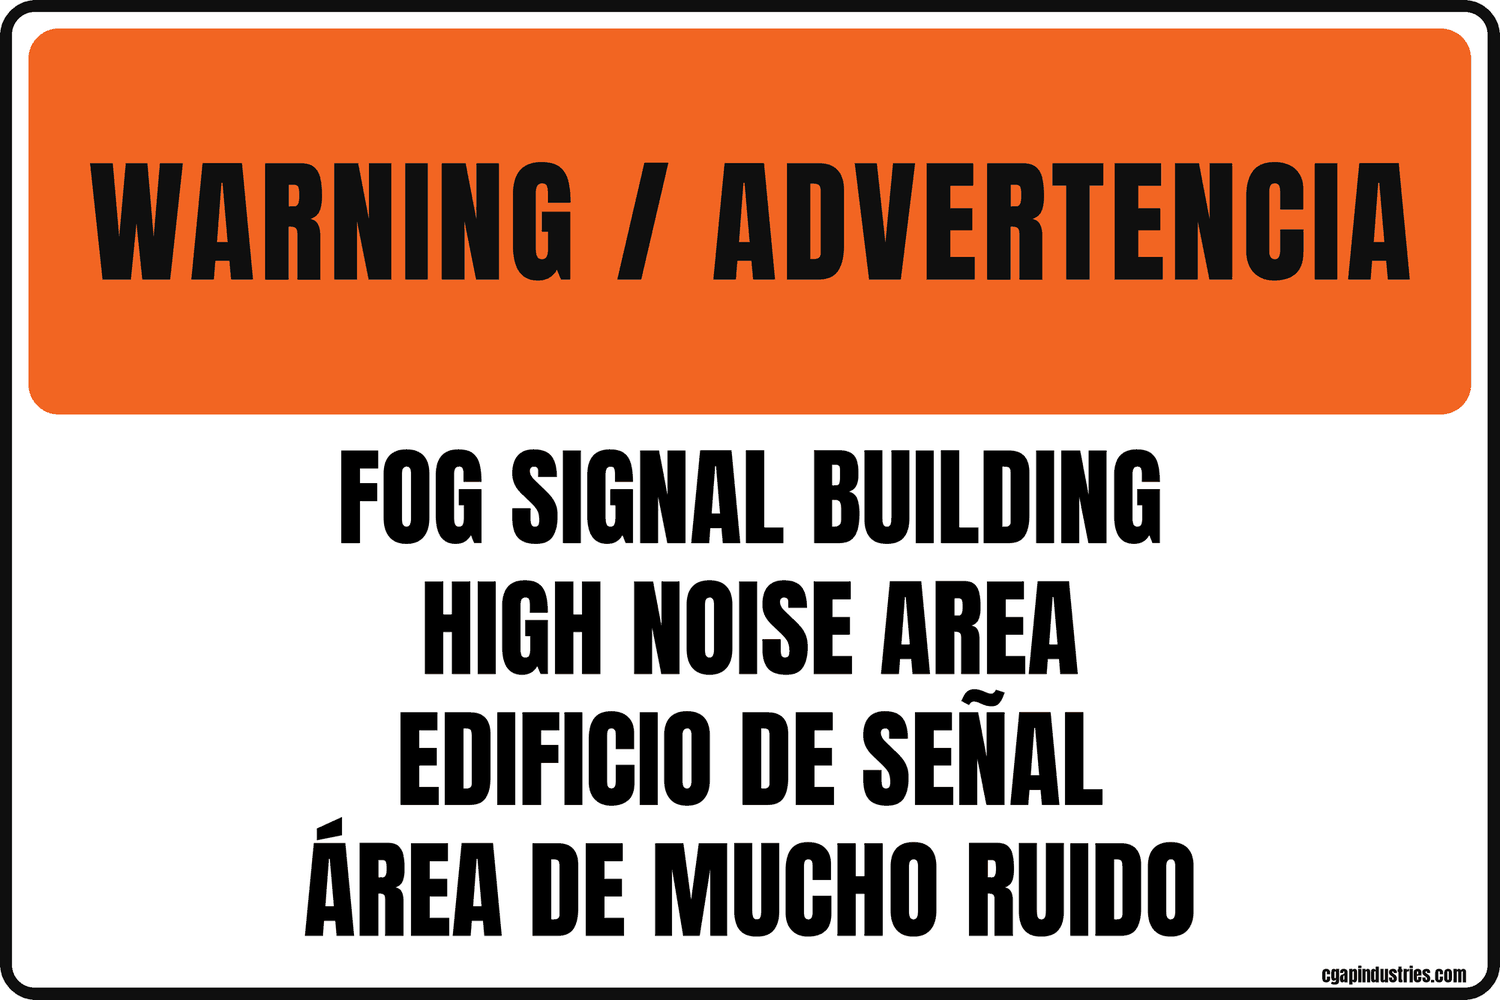 WARNING / ADVERTENCIA
FOG SIGNAL BUILDING
HIGH NOISE AREA
EDIFICIO DE SEÑAL
ÁREA DE MUCHO RUIDO
cgapindustries.com